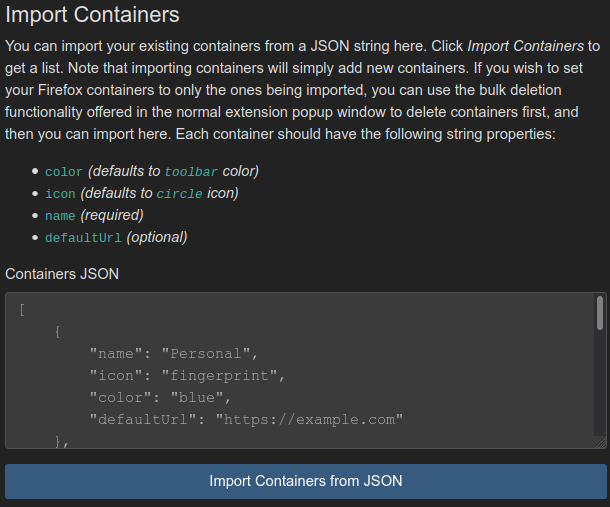 Import Containers
You can import your existing containers from a JSON string here. Click Import Containers to
get a list. Note that importing containers will simply add new containers. If you wish to set
your Firefox containers to only the ones being imported, you can use the bulk deletion
functionality offered in the normal extension popup window to delete containers first, and
then you can import here. Each container should have the following string properties:
• color (defaults to toolbar color)
• icon (defaults to circle icon)
• name (required)
• defaultUrl (optional)
Containers JSON
[
    {
        "name": "Personal",
        "icon": "fingerprint",
        "color": "blue",
        "defaultUrl": "https://example.com"
    },
Import Containers from JSON